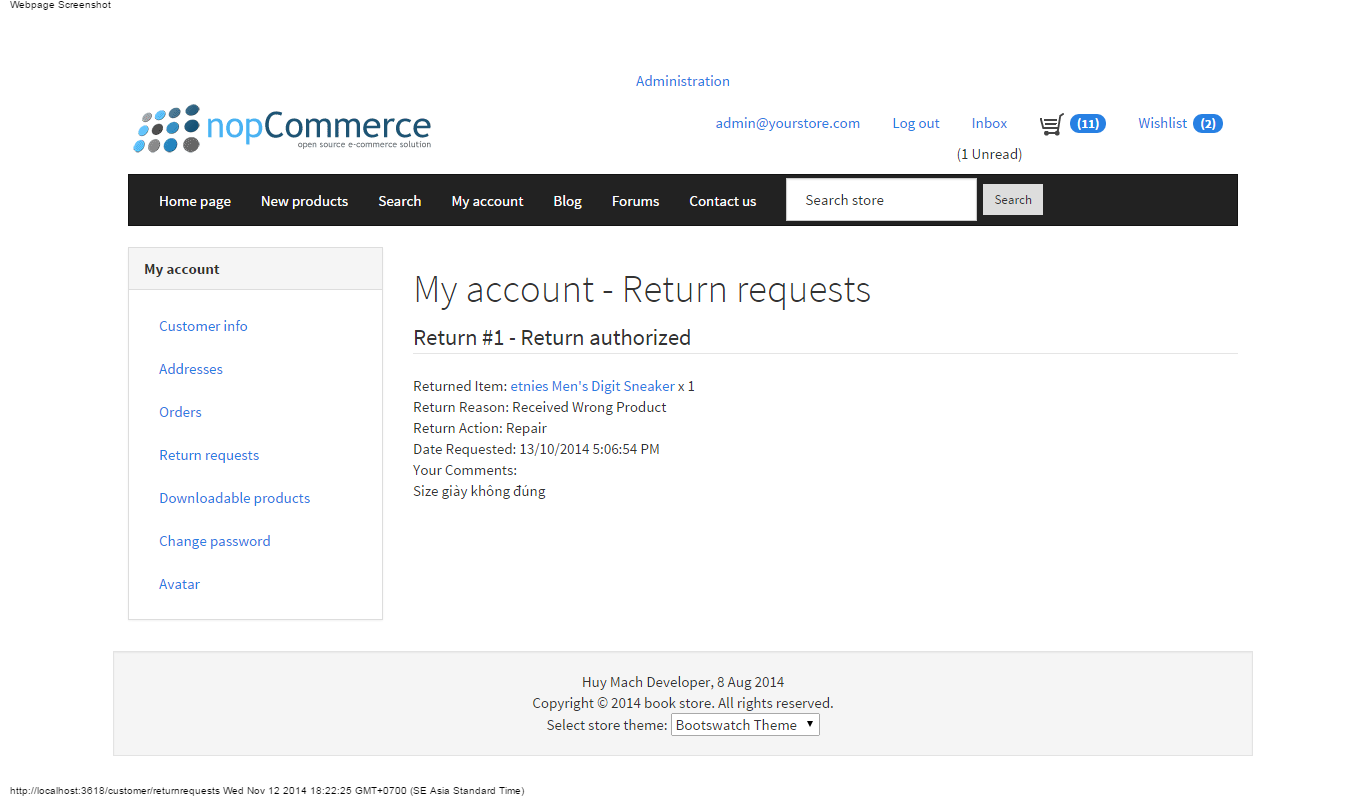 Webpage Screenshot
Administration
nopCommerce
open source e-commerce solution
admin@yourstore.com Log out Inbox (11) Wishlist (2)
(1 Unread)
Home page New products Search My account Blog Forums Contact us Search store Search
My account
Customer info
Addresses
Orders
Return requests
Downloadable products
Change password
Avatar
My account - Return requests
Return #1 - Return authorized
Returned Item: etnies Men's Digit Sneaker x 1
Return Reason: Received Wrong Product
Return Action: Repair
Date Requested: 13/10/2014 5:06:54 PM
Your Comments:
Size giày không đúng
Huy Mach Developer, 8 Aug 2014
Copyright © 2014 book store. All rights reserved.
Select store theme: Bootswatch Theme
http://localhost:3618/customer/returnrequests Wed Nov 12 2014 18:22:25 GMT+0700 (SE Asia Standard Time)